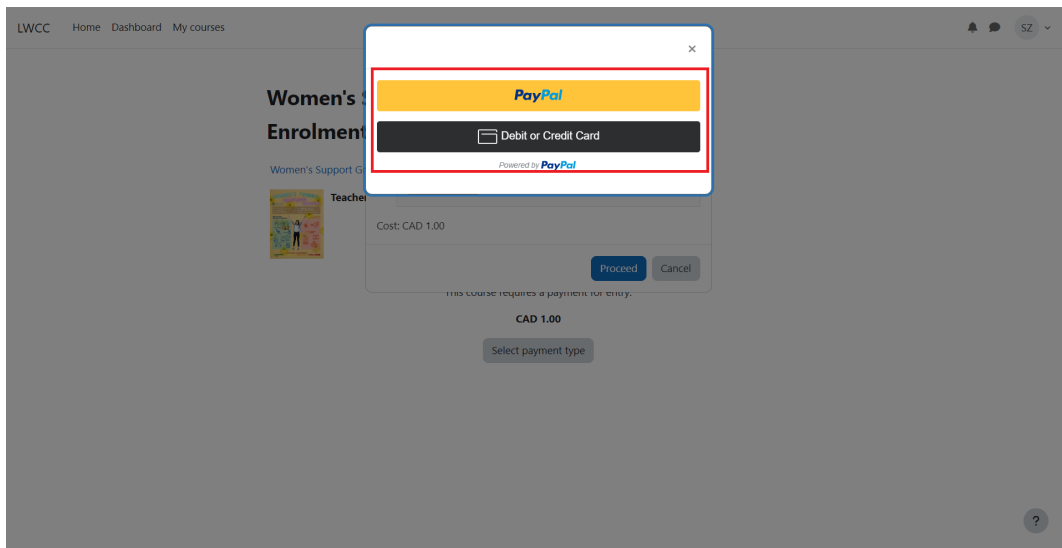 LWCC Home Dashboard My courses SZ
×
PayPal
Debit or Credit Card
Powered by PayPal
Women's
Enrolment
Women's Support G
Teache
Cost: CAD 1.00
Proceed Cancel
This course requires a payment for entry.
CAD 1.00
Select payment type
?